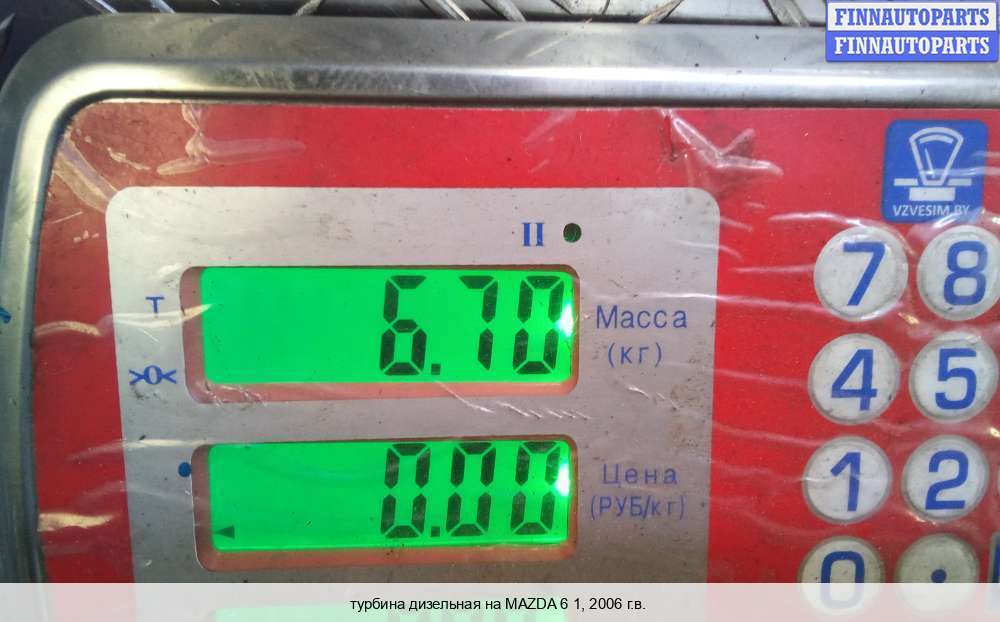 FINNAUTOPARTS
FINNAUTOPARTS
VZVESIM.BY
II
7 8
T
6.70
Масса
(кг)
>0<
4 5
0.00
Цена
(РУБ/кг)
1 2
0 .
турбина дизельная на MAZDA 6 1, 2006 г.в.